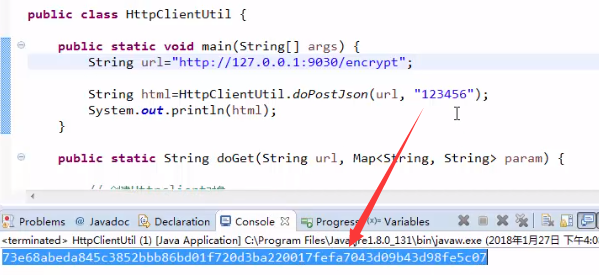 public class HttpClientUtil {
public static void main(String[] args) {
String url="http://127.0.0.1:9030/encrypt";
String html=HttpClientUtil.doPostJson(url, "123456");
System.out.println(html);
}
public static String doGet(String url, Map<String, String> param) {
Problems @ Javadoc Declaration Console Progress (x)= Variables
<terminated> HttpClientUtil (1) [Java Application] C:\Program Files\Java\jre1.8.0_131\bin\javaw.exe (2018年1月27日 下午4:0
73e68abeda845c3852bbb86bd01f720d3ba220017fefa7043d09b43d98fe5c07